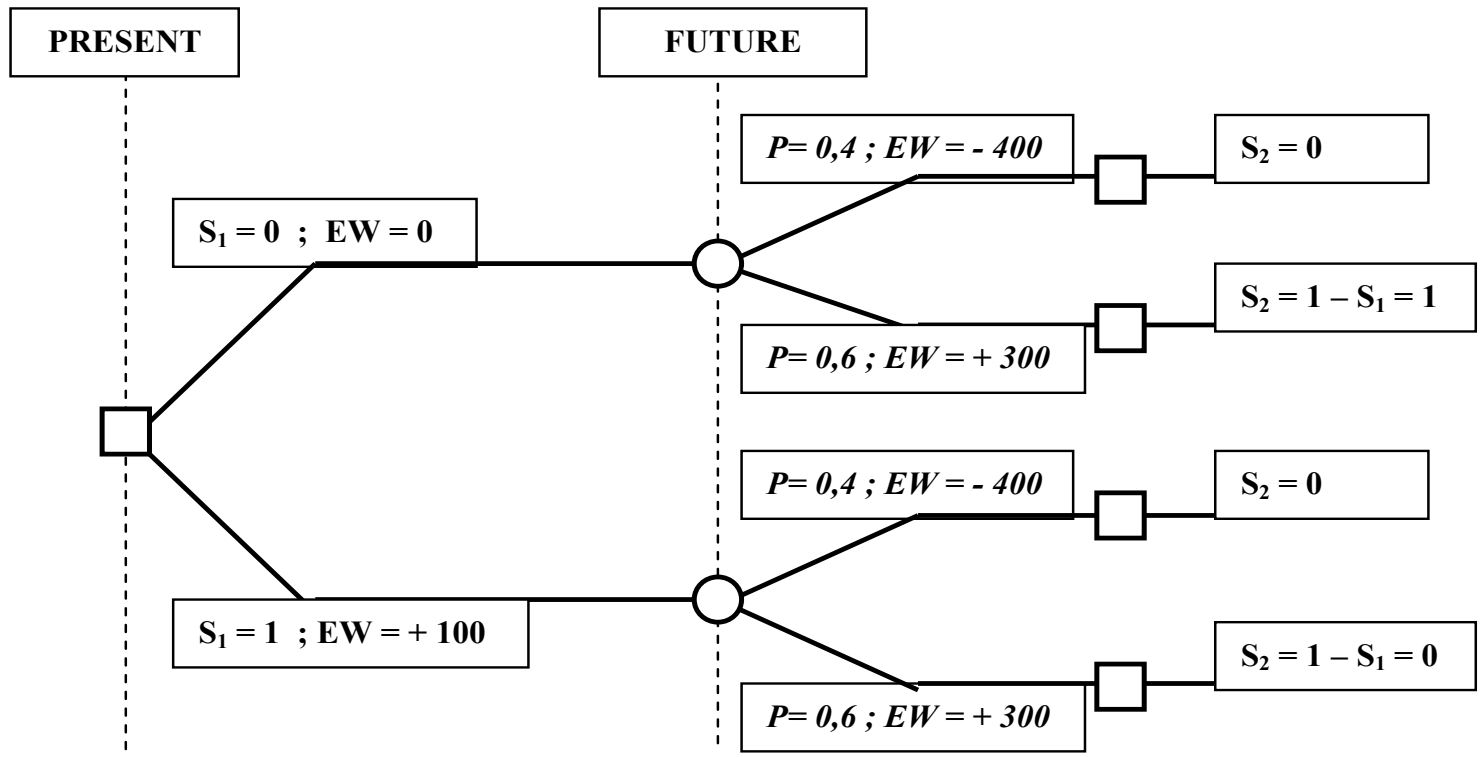 PRESENT
FUTURE
P= 0,4 ; EW = - 400
S₂ = 0
S₁ = 0 ; EW = 0
S₂ = 1 – S₁ = 1
P= 0,6 ; EW = + 300
P= 0,4 ; EW = - 400
S₂ = 0
S₁ = 1 ; EW = + 100
S₂ = 1 – S₁ = 0
P= 0,6 ; EW = + 300